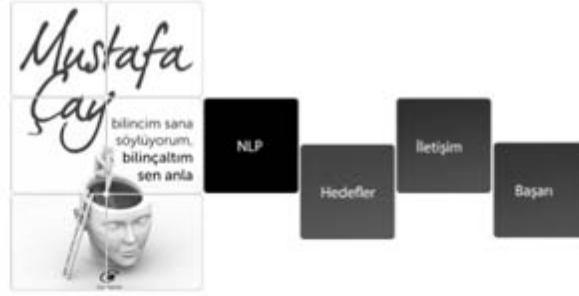 Mustafa
Çay
bilincim sana
söylüyorum,
bilinçaltım
sen anla
NLP
Hedefler
İletişim
Başarı